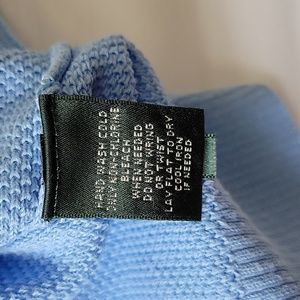 HAND WASH COLD
ONLY NON-CHLORINE
BLEACH
WHEN NEEDED
DO NOT WRING
OR TWIST
LAY FLAT TO DRY
COOL IRON
IF NEEDED